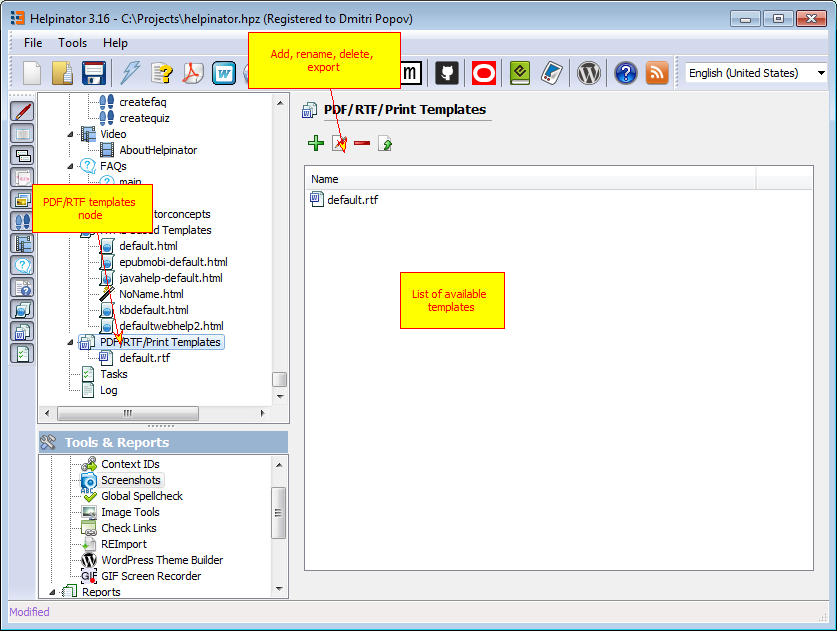 Helpinator 3.16 - C:\Projects\helpinator.hpz (Registered to Dmitri Popov)
File Tools Help
Add, rename, delete,
export
W
m
English (United States)
createfaq
createquiz
Video
AboutHelpinator
FAQs
main
PDF/RTF templates
node
torconcepts
Templates
default.html
epubmobi-default.html
javahelp-default.html
NoName.html
kbdefault.html
defaultwebhelp2.html
PDF/RTF/Print Templates
default.rtf
Tasks
Log
Tools & Reports
Context IDs
Screenshots
Global Spellcheck
Image Tools
Check Links
REImport
WordPress Theme Builder
GIF Screen Recorder
Reports
PDF/RTF/Print Templates
Name
default.rtf
List of available
templates
Modified